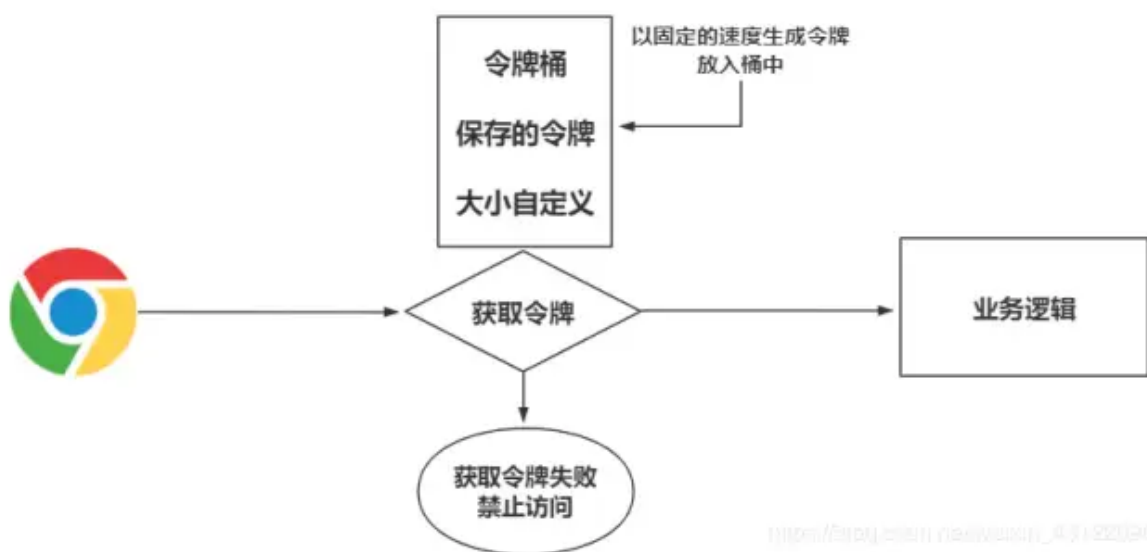 令牌桶
保存的令牌
大小自定义
以固定的速度生成令牌
放入桶中
获取令牌
业务逻辑
获取令牌失败
禁止访问